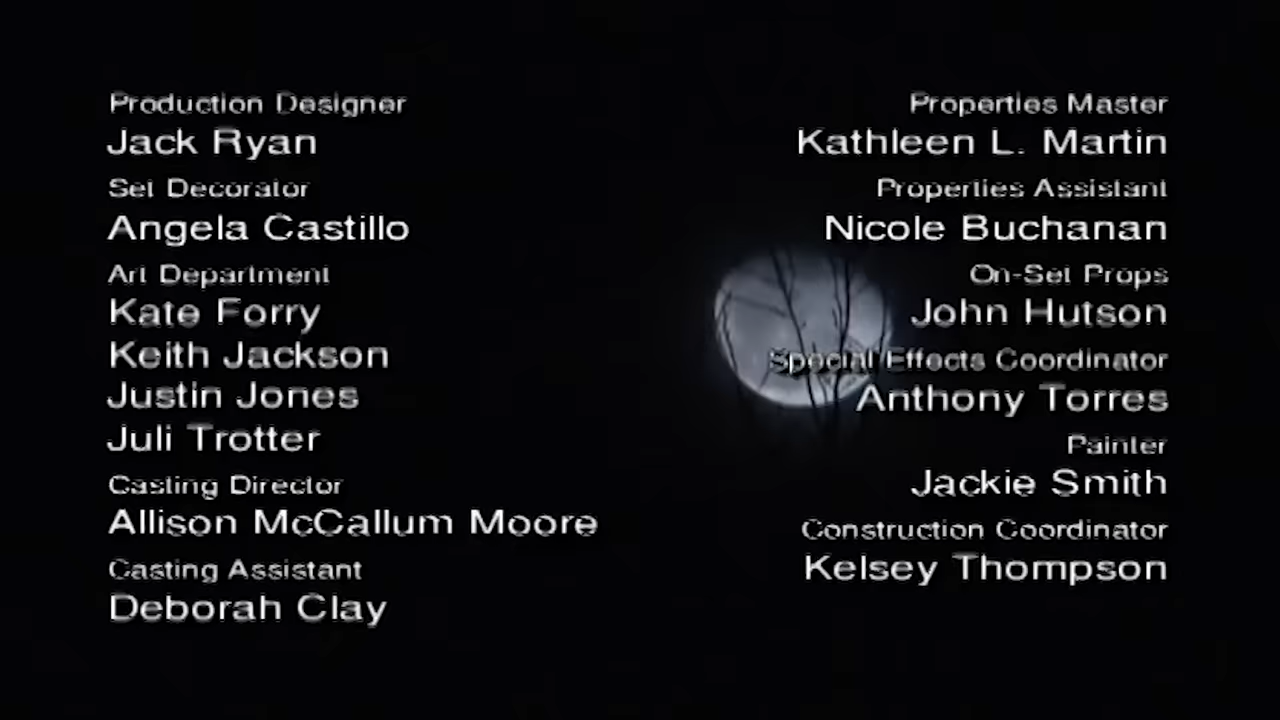 Production Designer
Jack Ryan
Set Decorator
Angela Castillo
Art Department
Kate Forry
Keith Jackson
Justin Jones
Juli Trotter
Casting Director
Allison McCallum Moore
Casting Assistant
Deborah Clay
Properties Master
Kathleen L. Martin
Properties Assistant
Nicole Buchanan
On-Set Props
John Hutson
Special Effects Coordinator
Anthony Torres
Painter
Jackie Smith
Construction Coordinator
Kelsey Thompson